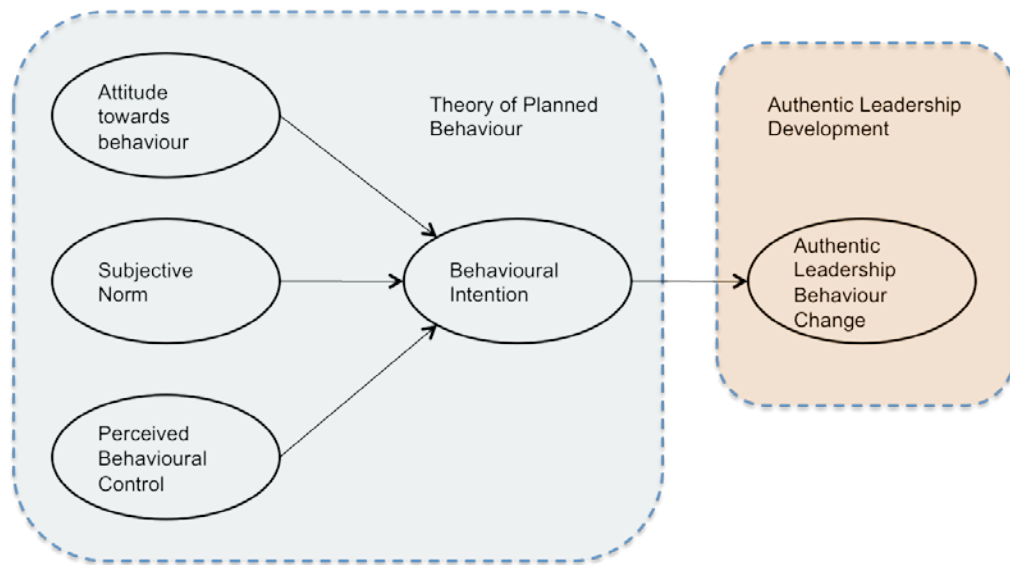 Attitude
towards
behaviour
Theory of Planned
Behaviour
Authentic Leadership
Development
Subjective
Norm
Behavioural
Intention
Authentic
Leadership
Behaviour
Change
Perceived
Behavioural
Control